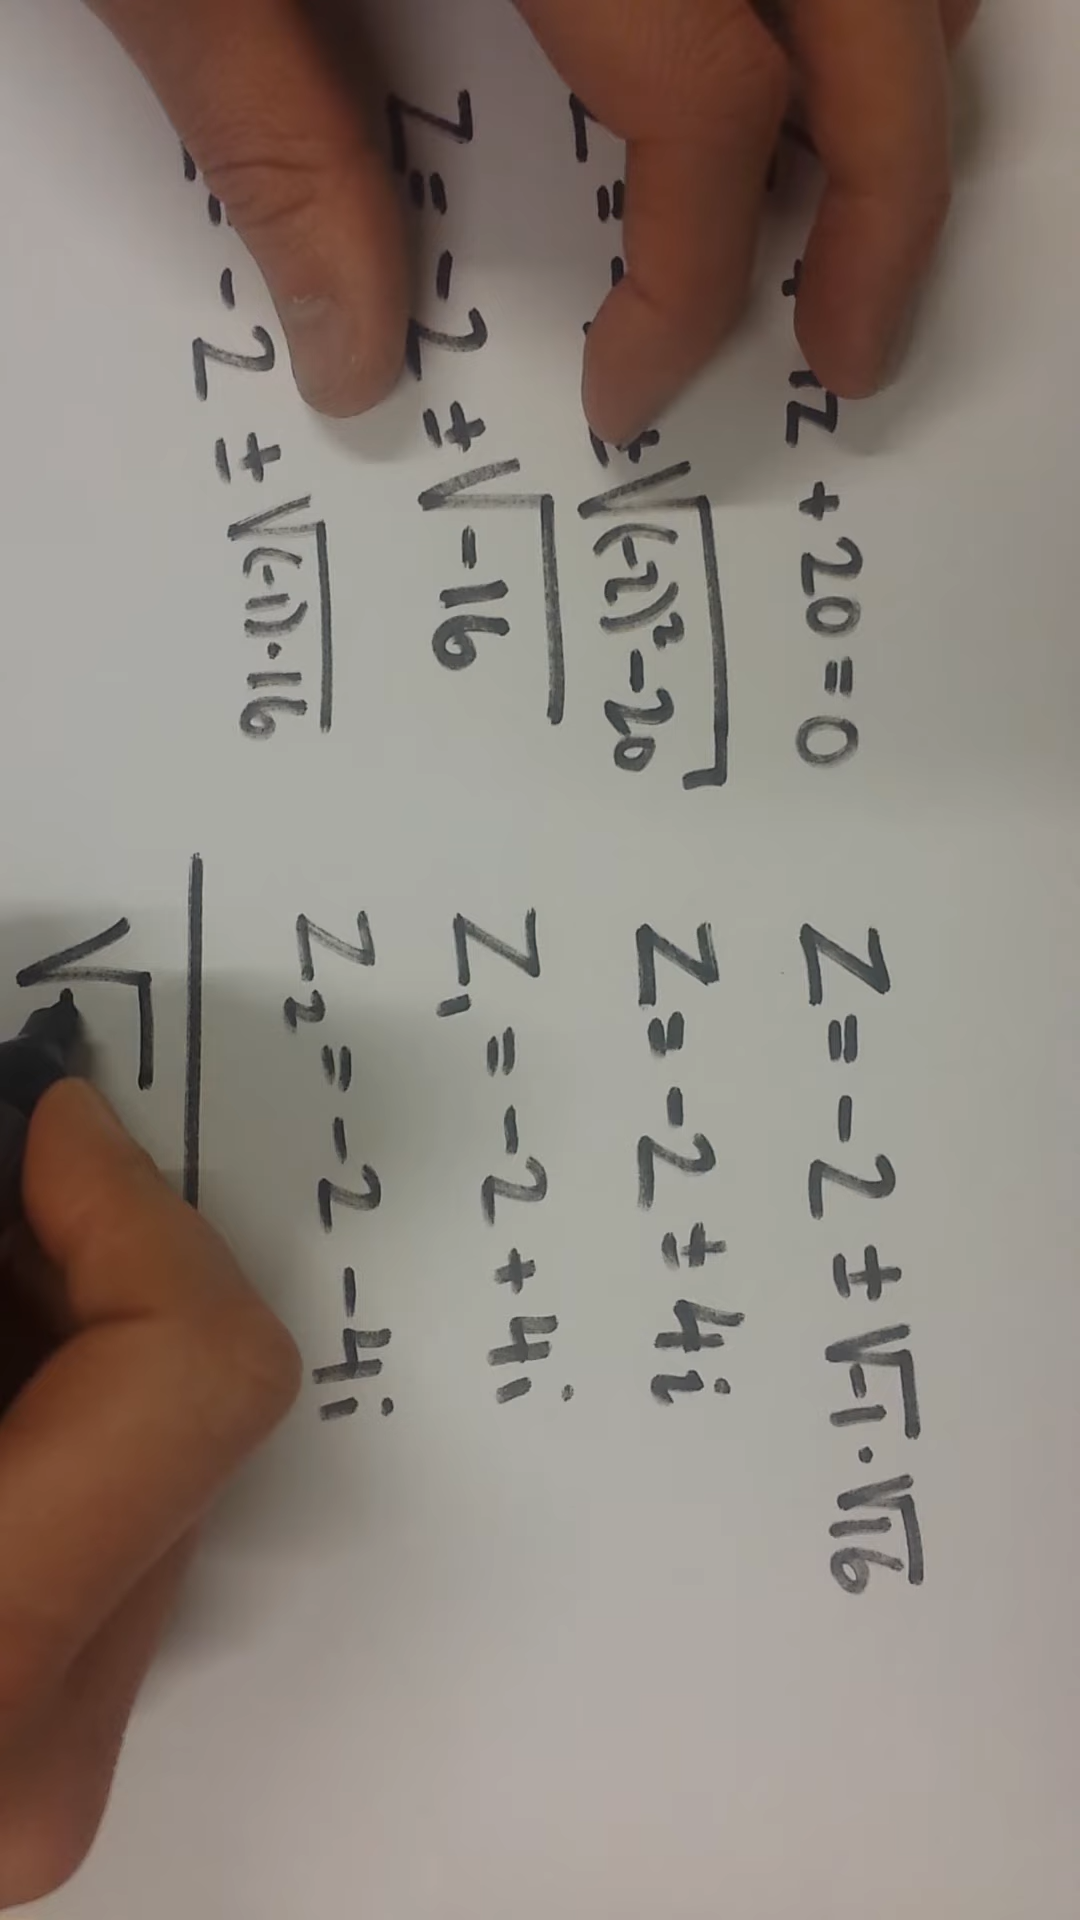 + 4z + 20 = 0
z = - ± √(-2)² - 20
z = -2 ± √-16
= -2 ± √(-1)·16
z = -2 ± √-1 · √16
z = -2 ± 4i
z₁ = -2 + 4i
z₂ = -2 - 4i
√